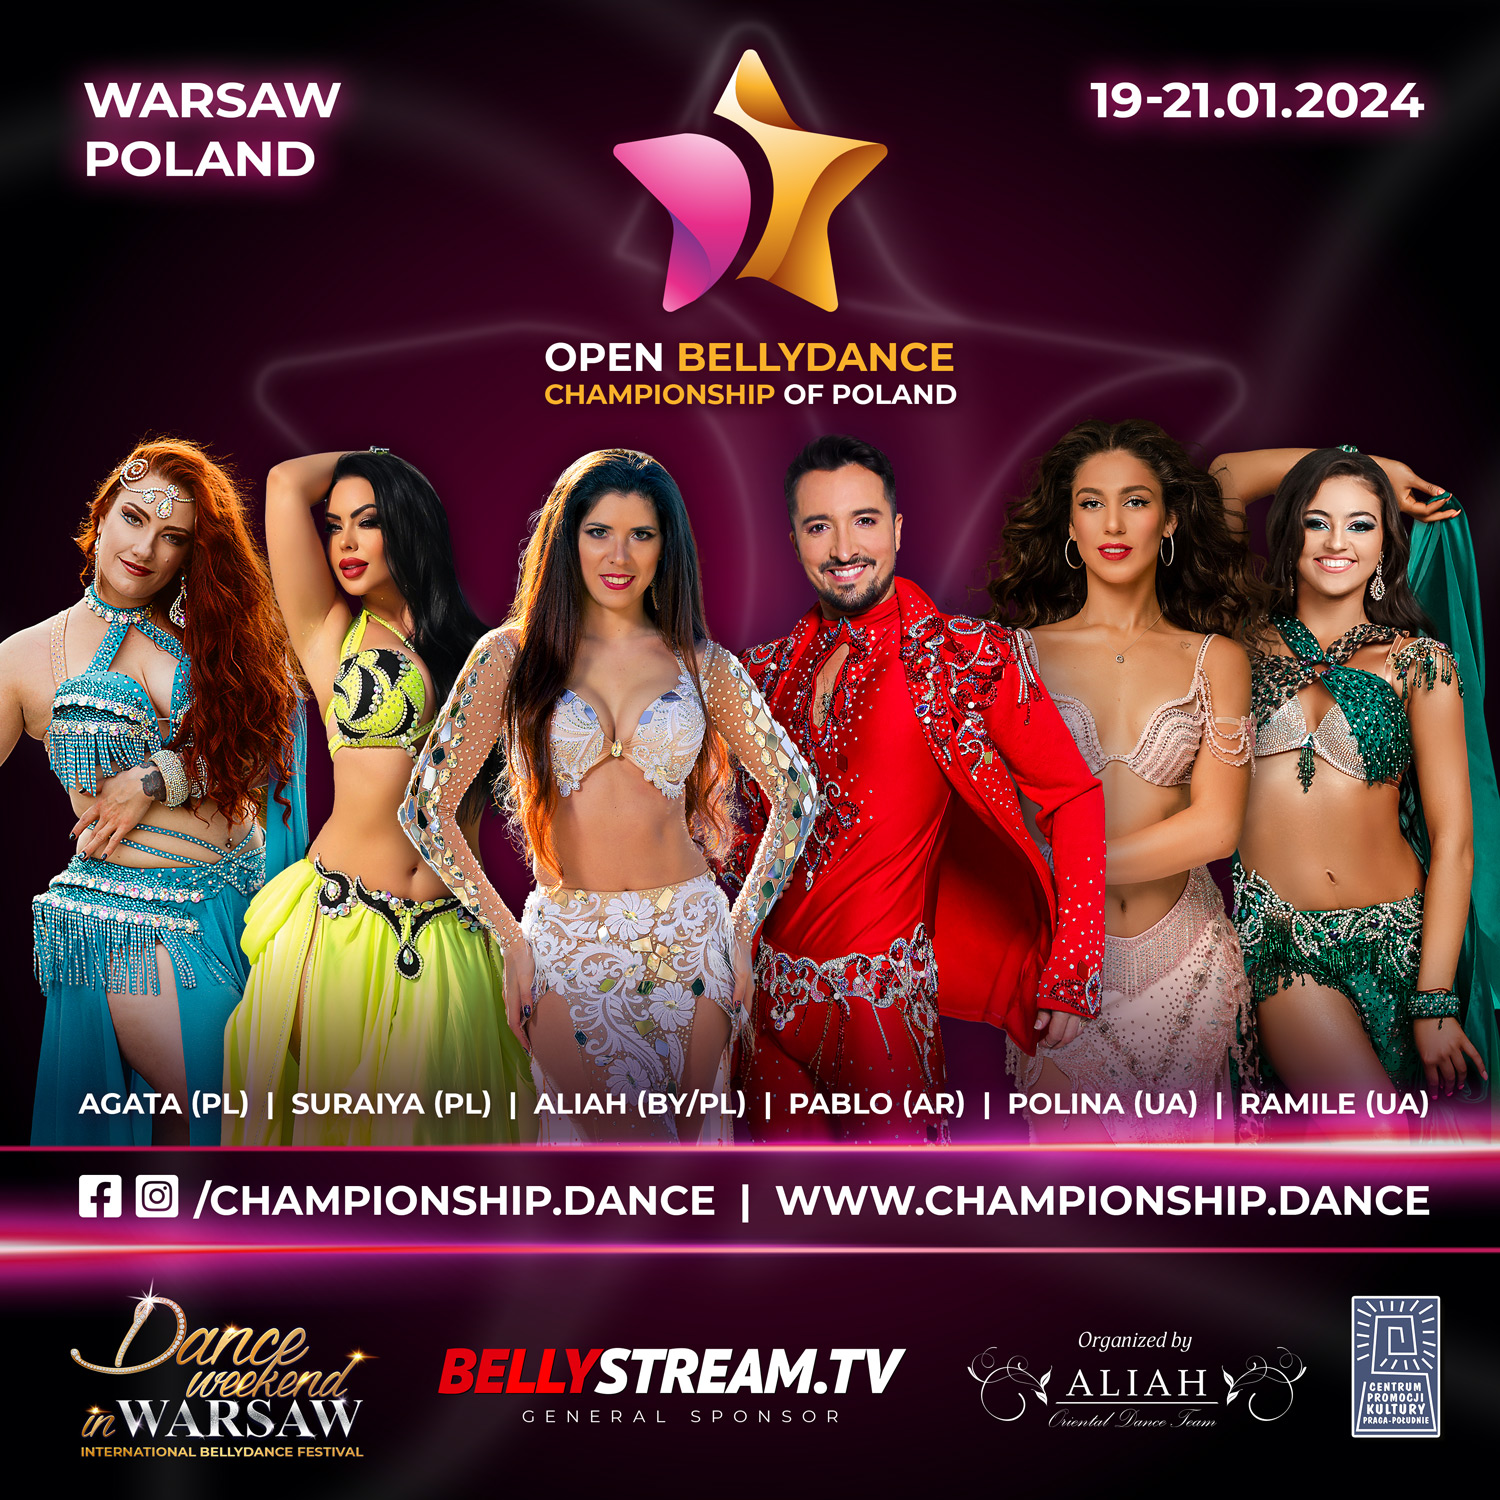 WARSAW
POLAND
19-21.01.2024
OPEN BELLYDANCE
CHAMPIONSHIP OF POLAND
AGATA (PL) | SURAIYA (PL) | ALIAH (BY/PL) | PABLO (AR) | POLINA (UA) | RAMILE (UA)
/CHAMPIONSHIP.DANCE | WWW.CHAMPIONSHIP.DANCE
Dance
weekend
in WARSAW
INTERNATIONAL BELLYDANCE FESTIVAL
BELLYSTREAM.TV
GENERAL SPONSOR
Organized by
ALIAH
Oriental Dance Team
CENTRUM
PROMOCJI
KULTURY
PRAGA-POŁUDNIE